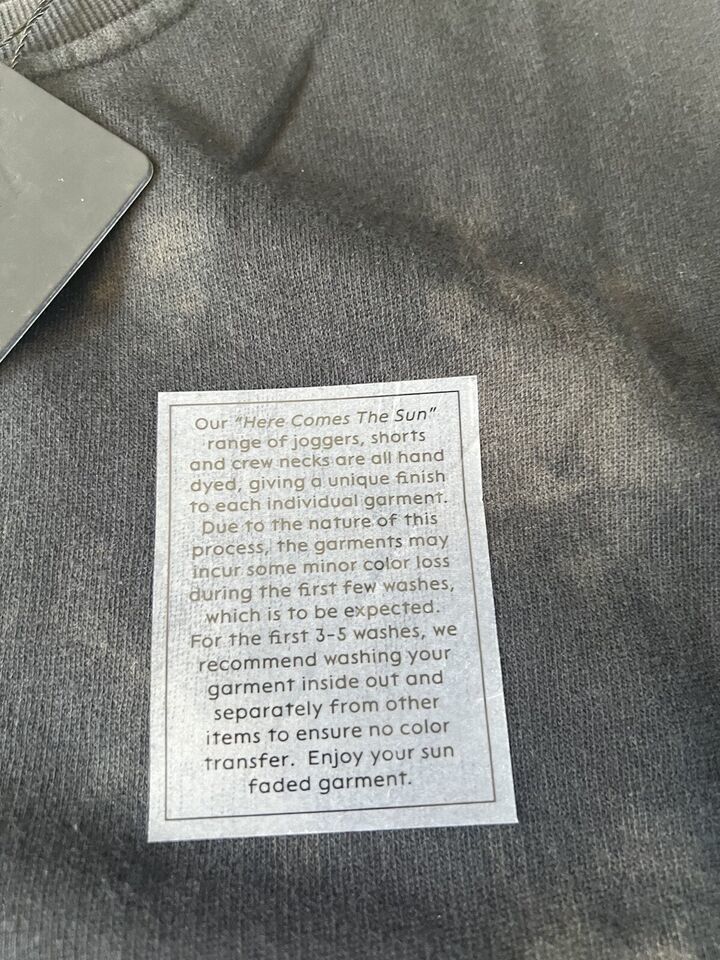 Our "Here Comes The Sun"
range of joggers, shorts
and crew necks are all hand
dyed, giving a unique finish
to each individual garment.
Due to the nature of this
process, the garments may
incur some minor color loss
during the first few washes,
which is to be expected.
For the first 3-5 washes, we
recommend washing your
garment inside out and
separately from other
items to ensure no color
transfer. Enjoy your sun
faded garment.